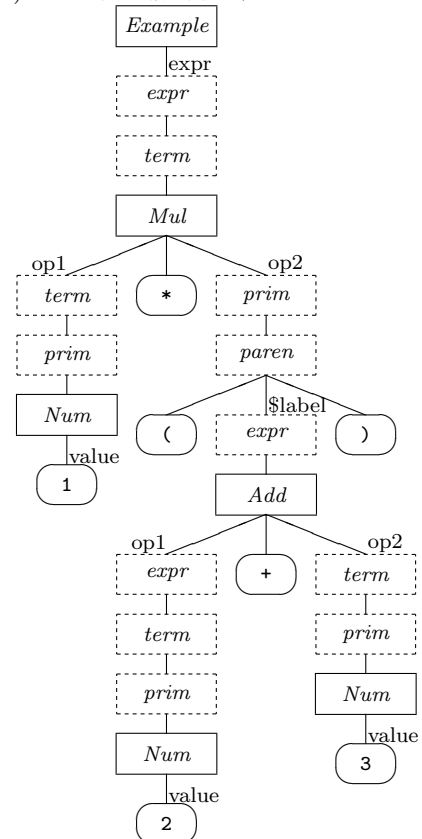 Example
expr
expr
term
Mul
op1 op2
term * prim
prim paren
$label
Num ( expr )
value
1 Add
op1 op2
expr + term
term prim
prim Num
value
Num 3
value
2